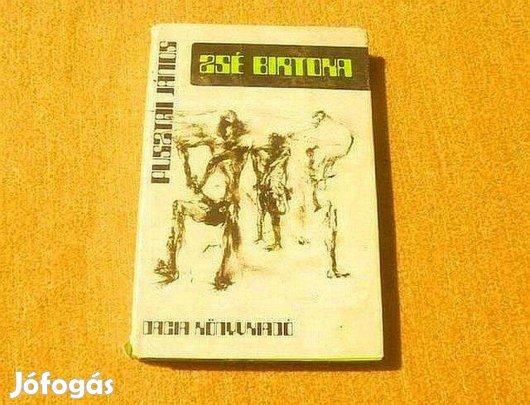 ZSÉ BIRTOKA
PUSZTAI JÁNOS
DACIA KÖNYVKIADÓ
Jófogás